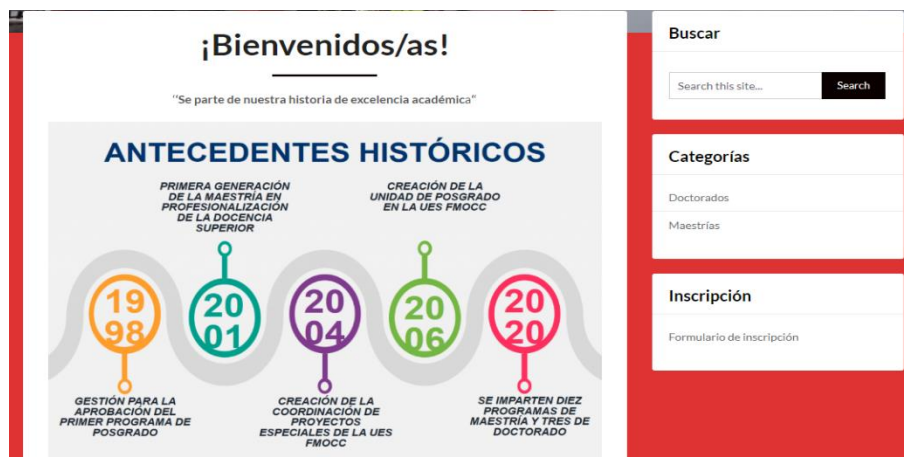 ¡Bienvenidos/as!
"Se parte de nuestra historia de excelencia académica"
ANTECEDENTES HISTÓRICOS
PRIMERA GENERACIÓN
DE LA MAESTRÍA EN
PROFESIONALIZACIÓN
DE LA DOCENCIA
SUPERIOR
CREACIÓN DE LA
UNIDAD DE POSGRADO
EN LA UES FMOCC
19
98
20
01
20
04
20
06
20
20
GESTIÓN PARA LA
APROBACIÓN DEL
PRIMER PROGRAMA DE
POSGRADO
CREACIÓN DE LA
COORDINACIÓN DE
PROYECTOS
ESPECIALES DE LA UES
FMOCC
SE IMPARTEN DIEZ
PROGRAMAS DE
MAESTRÍA Y TRES DE
DOCTORADO
Buscar
Search this site...
Search
Categorías
Doctorados
Maestrías
Inscripción
Formulario de inscripción